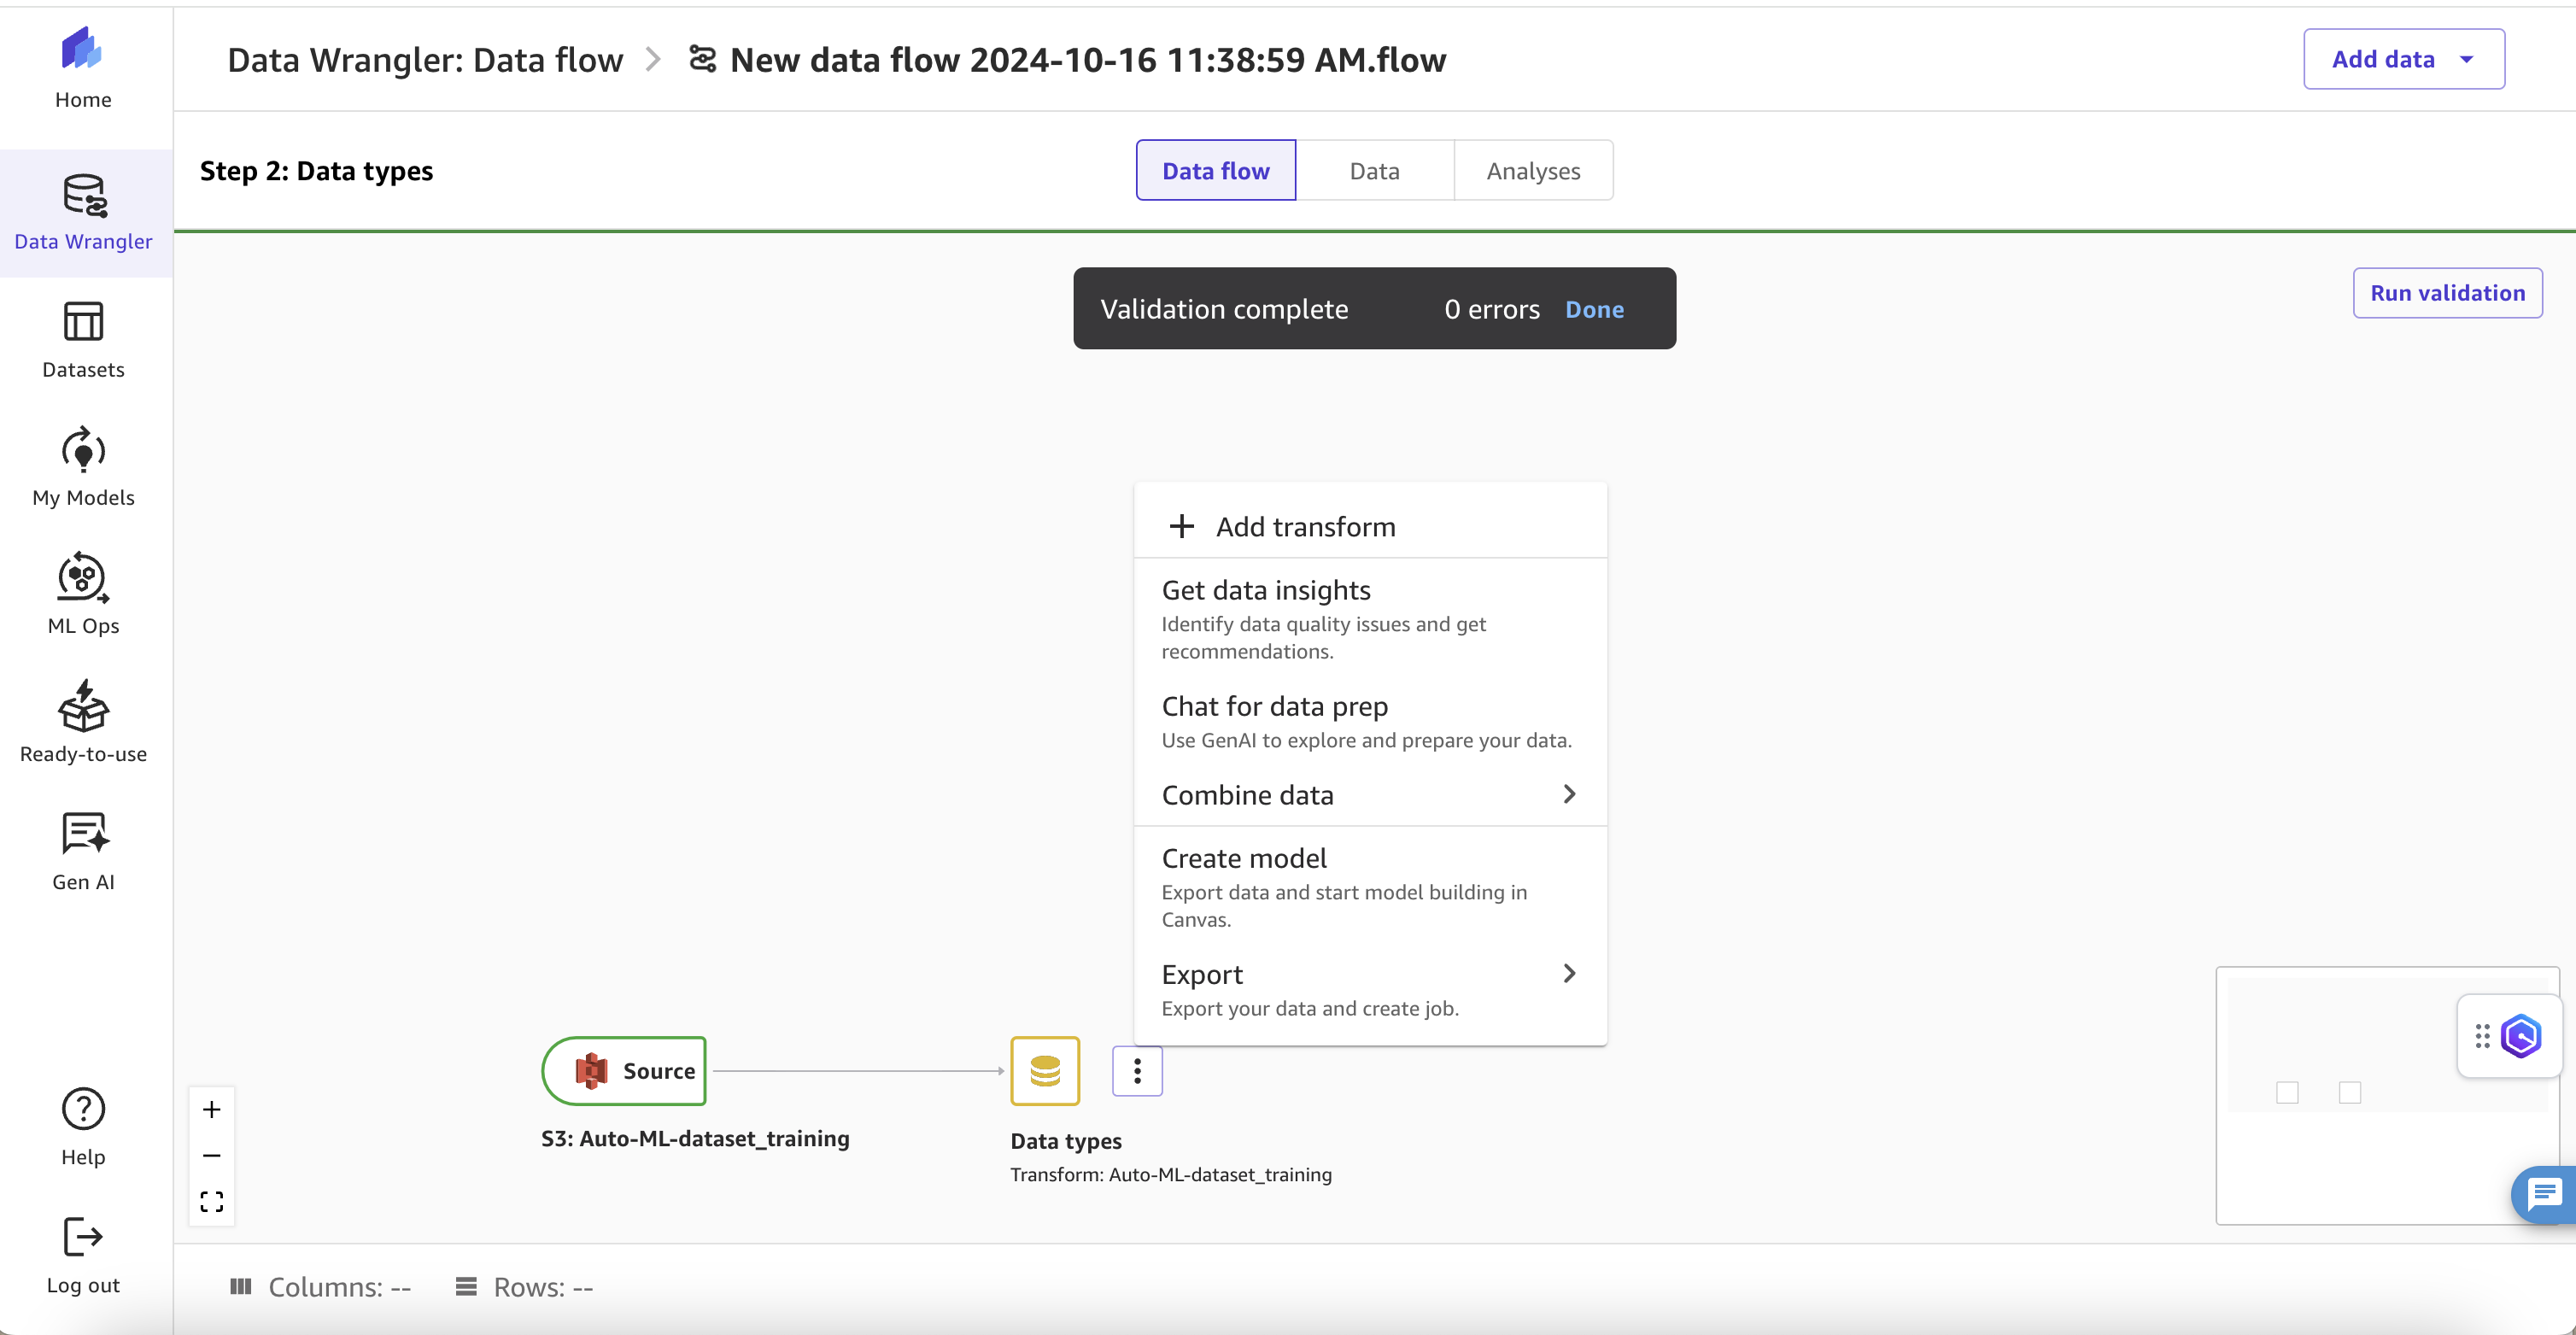 Home
Data Wrangler
Datasets
My Models
ML Ops
Ready-to-use
Gen AI
Help
Log out
Data Wrangler: Data flow
New data flow 2024-10-16 11:38:59 AM.flow
Add data
Step 2: Data types
Data flow
Data
Analyses
Validation complete
0 errors
Done
Run validation
Add transform
Get data insights
Identify data quality issues and get
recommendations.
Chat for data prep
Use GenAI to explore and prepare your data.
Combine data
Create model
Export data and start model building in
Canvas.
Export
Export your data and create job.
Source
S3: Auto-ML-dataset_training
Data types
Transform: Auto-ML-dataset_training
Columns: --
Rows: --